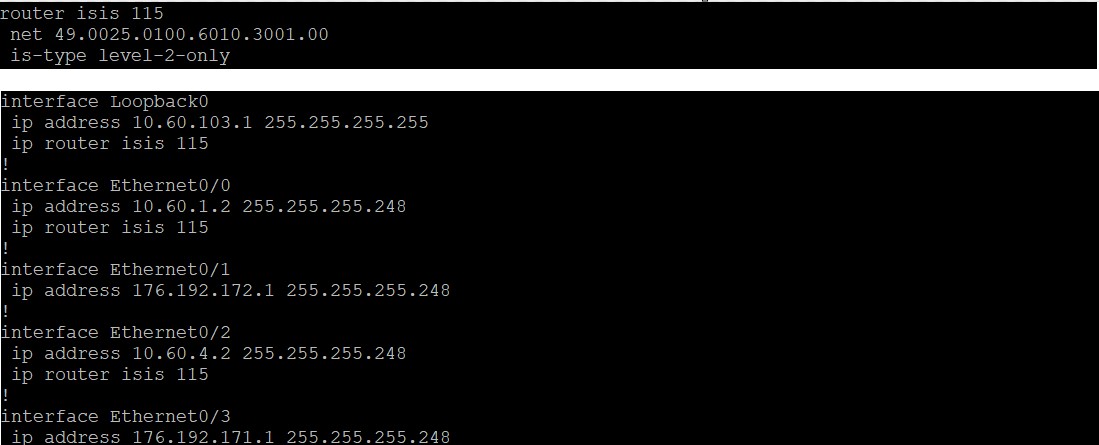 router isis 115
net 49.0025.0100.6010.3001.00
is-type level-2-only
interface Loopback0
ip address 10.60.103.1 255.255.255.255
ip router isis 115
!
interface Ethernet0/0
ip address 10.60.1.2 255.255.255.248
ip router isis 115
!
interface Ethernet0/1
ip address 176.192.172.1 255.255.255.248
!
interface Ethernet0/2
ip address 10.60.4.2 255.255.255.248
ip router isis 115
!
interface Ethernet0/3
ip address 176.192.171.1 255.255.255.248